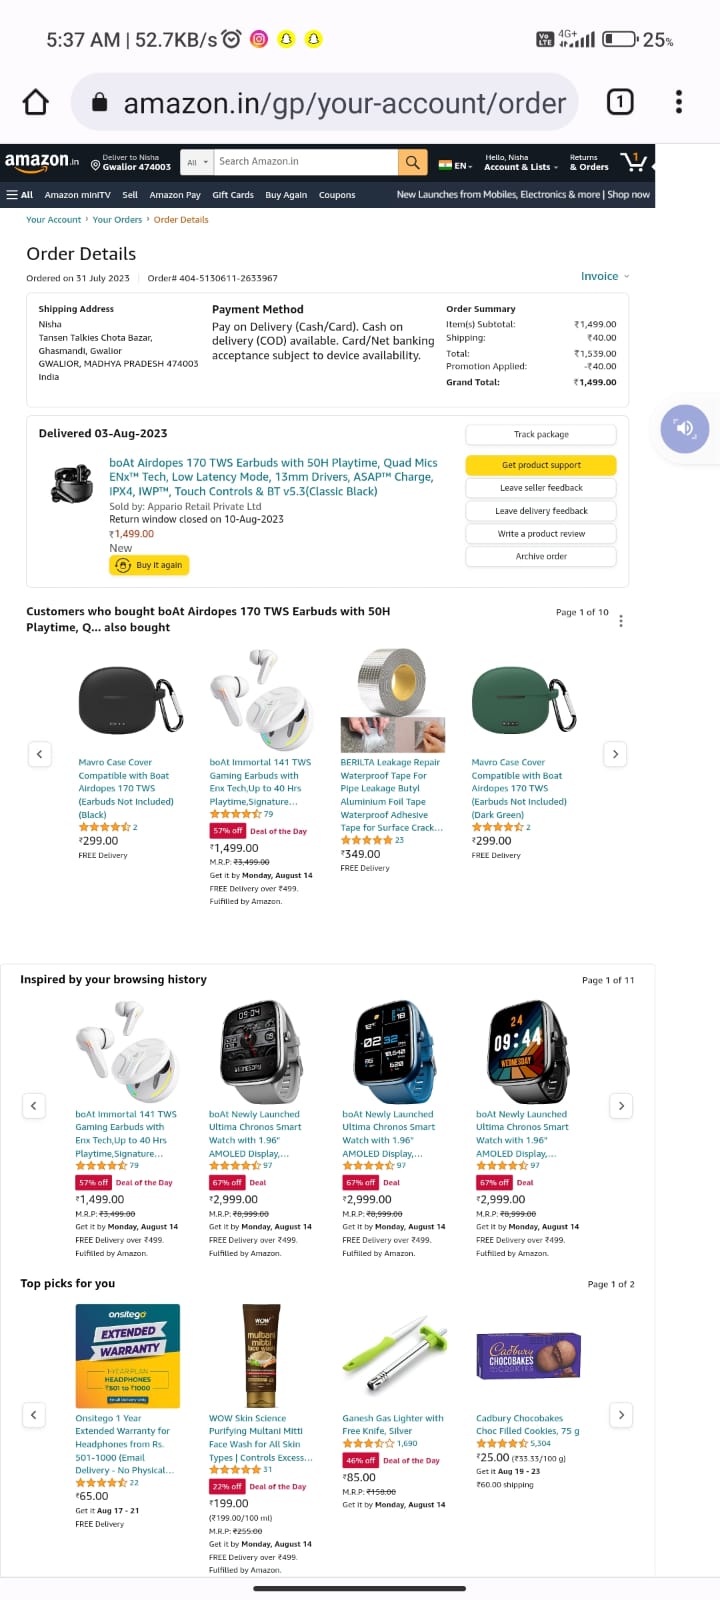 5:37 AM | 52.7KB/s
Vo LTE 4G+ 25%
amazon.in/gp/your-account/order
1
amazon.in
Deliver to Nisha
Gwalior 474003
All
Search Amazon.in
EN
Hello, Nisha
Account & Lists
Returns
& Orders
1
All Amazon miniTV Sell Amazon Pay Gift Cards Buy Again Coupons
New Launches from Mobiles, Electronics & more | Shop now
Your Account › Your Orders › Order Details
Order Details
Ordered on 31 July 2023 | Order# 404-5130611-2633967
Invoice
Shipping Address
Nisha
Tansen Talkies Chota Bazar,
Ghasmandi, Gwalior
GWALIOR, MADHYA PRADESH 474003
India
Payment Method
Pay on Delivery (Cash/Card). Cash on
delivery (COD) available. Card/Net banking
acceptance subject to device availability.
Order Summary
Item(s) Subtotal: ₹1,499.00
Shipping: ₹40.00
Total: ₹1,539.00
Promotion Applied: -₹40.00
Grand Total: ₹1,499.00
Delivered 03-Aug-2023
boAt Airdopes 170 TWS Earbuds with 50H Playtime, Quad Mics
ENx™ Tech, Low Latency Mode, 13mm Drivers, ASAP™ Charge,
IPX4, IWP™, Touch Controls & BT v5.3(Classic Black)
Sold by: Appario Retail Private Ltd
Return window closed on 10-Aug-2023
₹1,499.00
New
Buy it again
Track package
Get product support
Leave seller feedback
Leave delivery feedback
Write a product review
Archive order
Customers who bought boAt Airdopes 170 TWS Earbuds with 50H
Playtime, Q... also bought
Page 1 of 10
Mavro Case Cover
Compatible with Boat
Airdopes 170 TWS
(Earbuds Not Included)
(Black)
2
₹299.00
FREE Delivery
boAt Immortal 141 TWS
Gaming Earbuds with
Enx Tech,Up to 40 Hrs
Playtime,Signature...
79
57% off Deal of the Day
₹1,499.00
M.R.P: ₹3,499.00
Get it by Monday, August 14
FREE Delivery over ₹499.
Fulfilled by Amazon.
BERILTA Leakage Repair
Waterproof Tape For
Pipe Leakage Butyl
Aluminium Foil Tape
Waterproof Adhesive
Tape for Surface Crack...
23
₹349.00
FREE Delivery
Mavro Case Cover
Compatible with Boat
Airdopes 170 TWS
(Earbuds Not Included)
(Dark Green)
2
₹299.00
FREE Delivery
Inspired by your browsing history
Page 1 of 11
09:04
WEDNESDAY
18
02 32
24
09:44
WEDNESDAY
boAt Immortal 141 TWS
Gaming Earbuds with
Enx Tech,Up to 40 Hrs
Playtime,Signature...
79
57% off Deal of the Day
₹1,499.00
M.R.P: ₹3,499.00
Get it by Monday, August 14
FREE Delivery over ₹499.
Fulfilled by Amazon.
boAt Newly Launched
Ultima Chronos Smart
Watch with 1.96"
AMOLED Display,...
97
67% off Deal
₹2,999.00
M.R.P: ₹8,999.00
Get it by Monday, August 14
FREE Delivery over ₹499.
Fulfilled by Amazon.
boAt Newly Launched
Ultima Chronos Smart
Watch with 1.96"
AMOLED Display,...
97
67% off Deal
₹2,999.00
M.R.P: ₹8,999.00
Get it by Monday, August 14
FREE Delivery over ₹499.
Fulfilled by Amazon.
boAt Newly Launched
Ultima Chronos Smart
Watch with 1.96"
AMOLED Display,...
97
67% off Deal
₹2,999.00
M.R.P: ₹8,999.00
Get it by Monday, August 14
FREE Delivery over ₹499.
Fulfilled by Amazon.
Top picks for you
Page 1 of 2
onsitego
EXTENDED
WARRANTY
1-YEAR PLAN
HEADPHONES
₹501 to ₹1000
Email delivery only
Onsitego 1 Year
Extended Warranty for
Headphones from Rs.
501-1000 (Email
Delivery - No Physical...
22
₹65.00
Get it Aug 17 - 21
FREE Delivery
WOW
multani
mitti
face wash
WOW Skin Science
Purifying Multani Mitti
Face Wash for All Skin
Types | Controls Excess...
31
22% off Deal of the Day
₹199.00
(₹199.00/100 ml)
M.R.P: ₹255.00
Get it by Monday, August 14
FREE Delivery over ₹499.
Fulfilled by Amazon.
Ganesh Gas Lighter with
Free Knife, Silver
1,690
46% off Deal of the Day
₹85.00
M.R.P: ₹158.00
Get it by Monday, August 14
Cadbury
CHOCOBAKES
Cadbury Chocobakes
Choc Filled Cookies, 75 g
5,304
₹25.00 (₹33.33/100 g)
Get it Aug 19 - 23
₹60.00 shipping